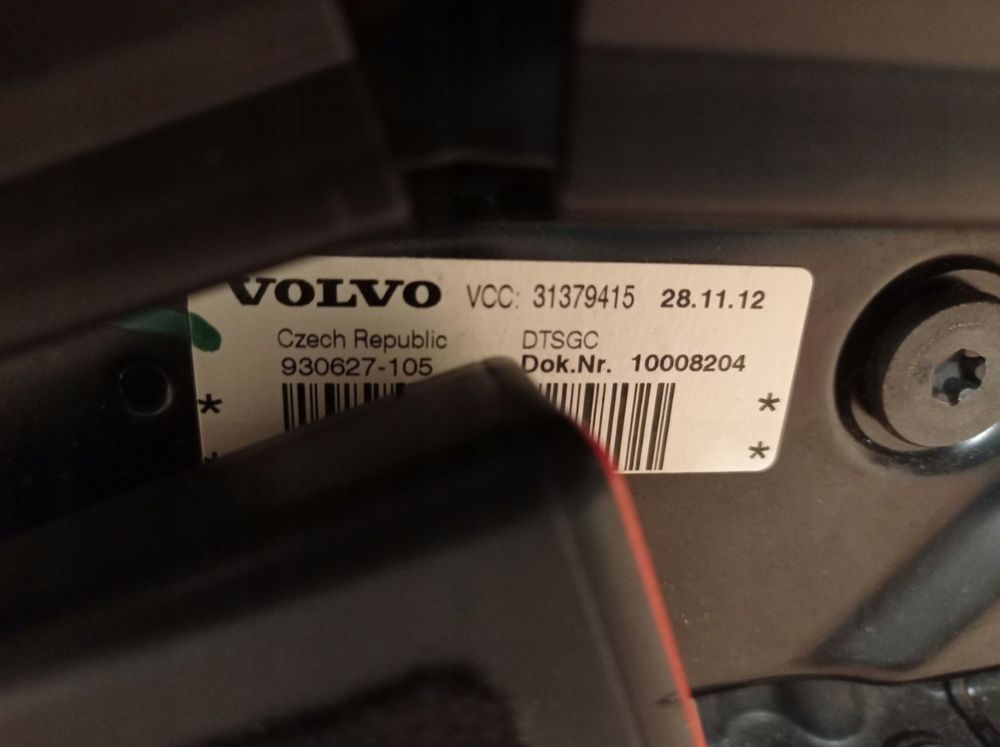 VOLVO VCC: 31379415 28.11.12
Czech Republic DTSGC
930627-105 Dok.Nr. 10008204
* *
* *